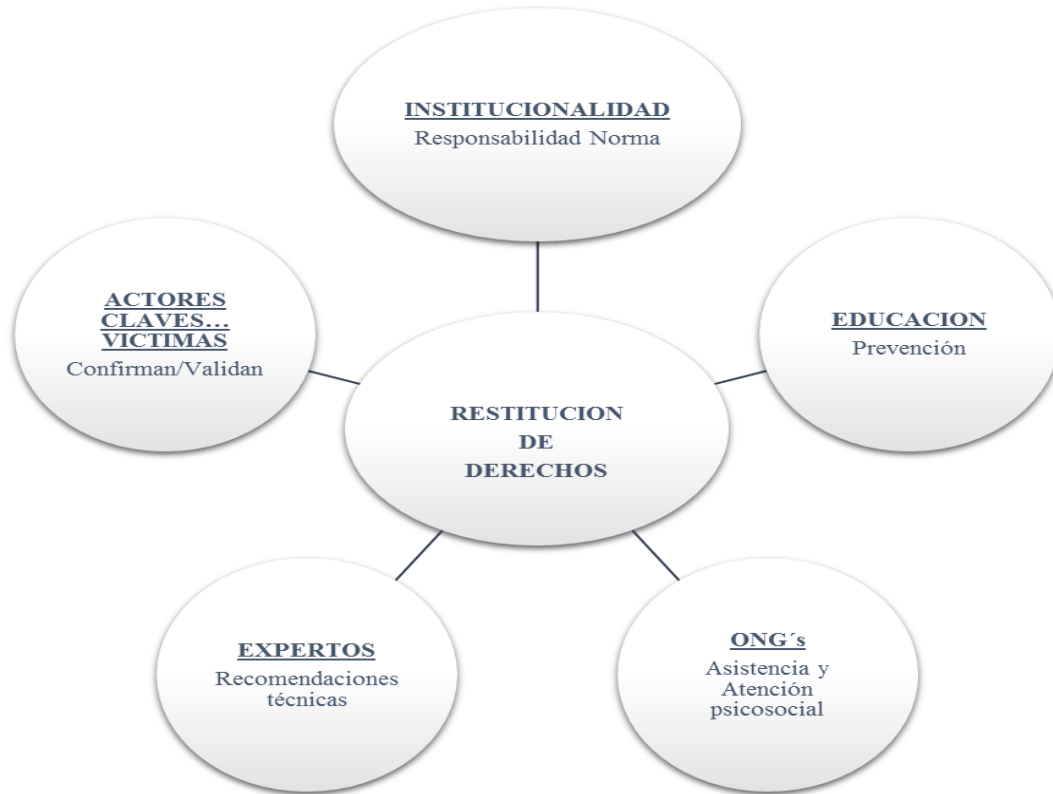 INSTITUCIONALIDAD
Responsabilidad Norma
ACTORES
CLAVES...
VICTIMAS
Confirman/Validan
EDUCACION
Prevención
RESTITUCION
DE
DERECHOS
EXPERTOS
Recomendaciones
técnicas
ONG´s
Asistencia y
Atención
psicosocial